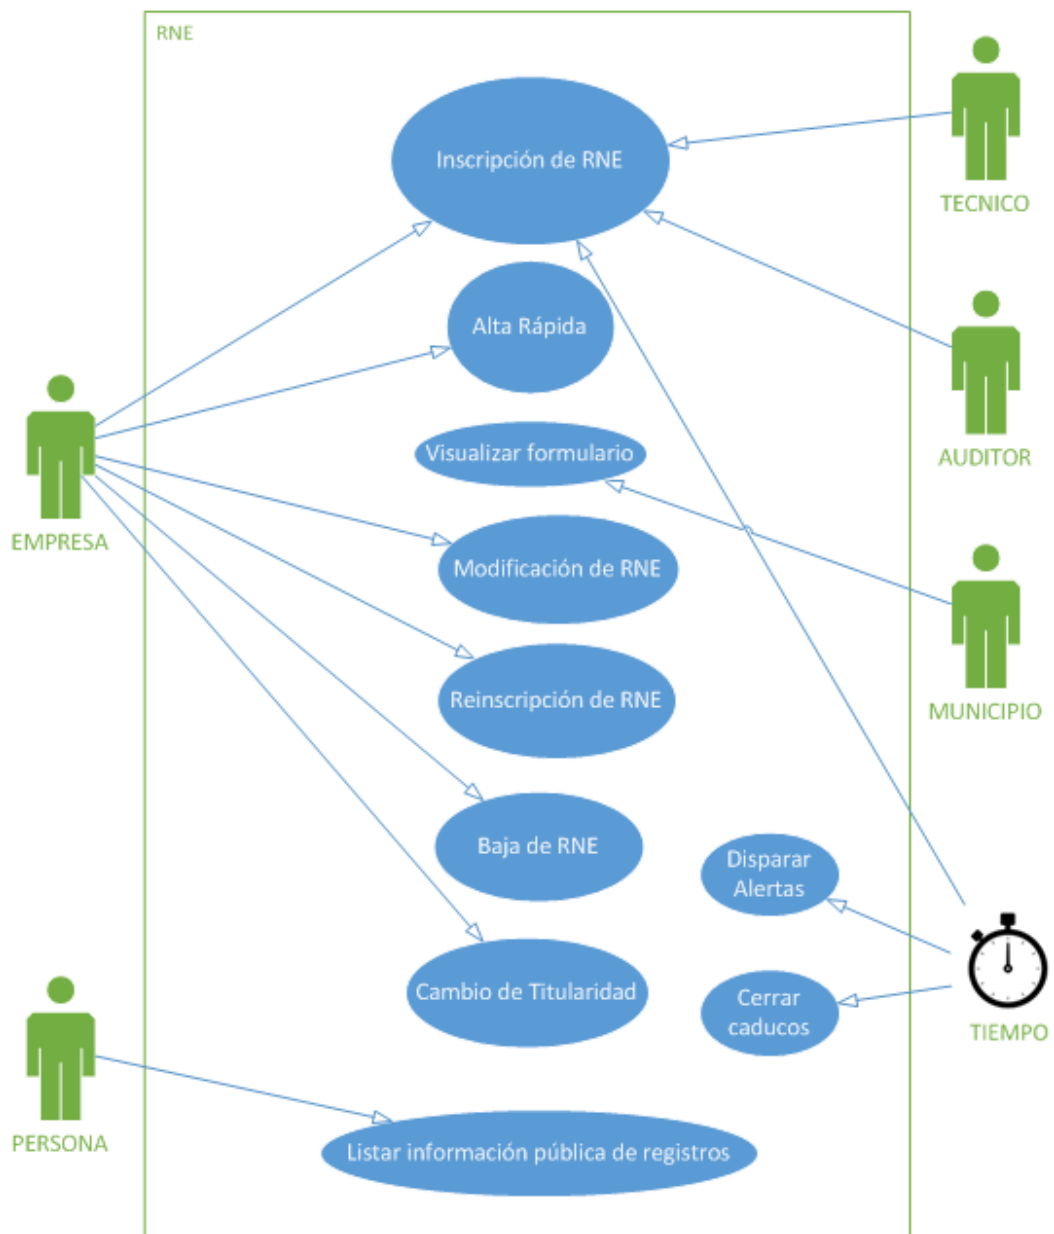 RNE
Inscripción de RNE
TECNICO
Alta Rápida
AUDITOR
Visualizar formulario
EMPRESA
Modificación de RNE
Reinscripción de RNE
MUNICIPIO
Baja de RNE
Disparar
Alertas
Cambio de Titularidad
Cerrar
caducos
TIEMPO
PERSONA
Listar información pública de registros